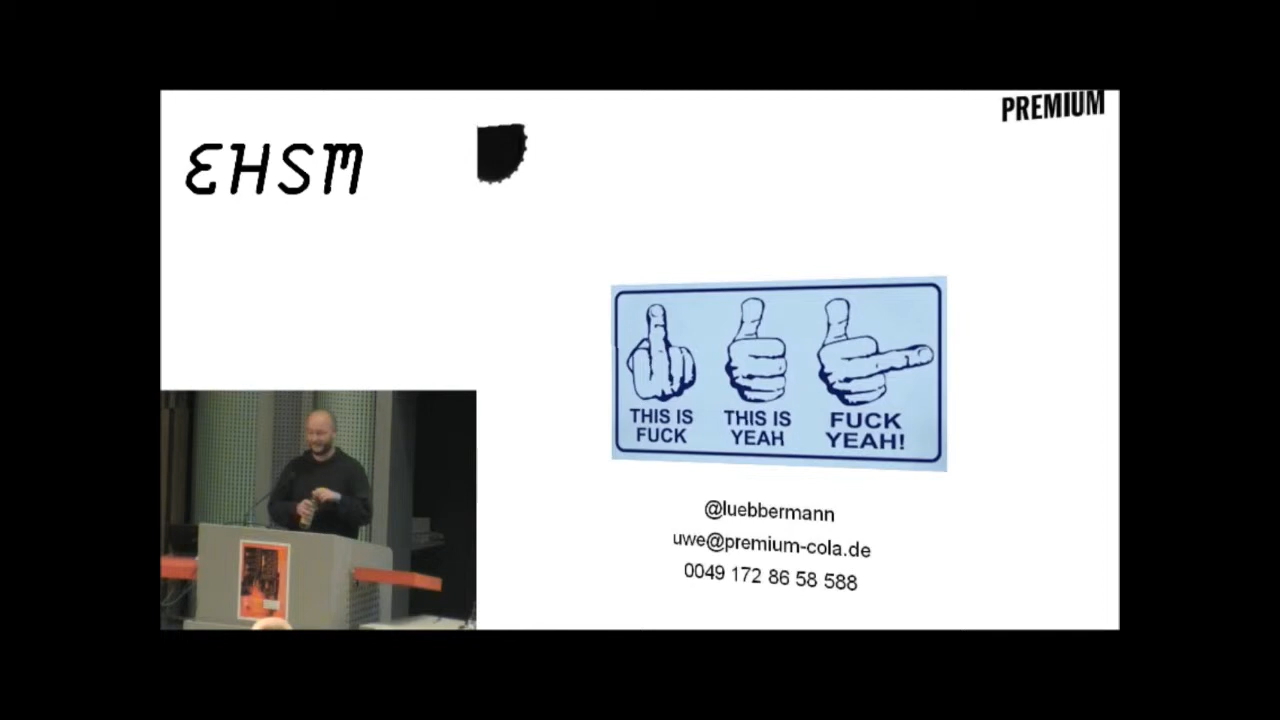 PREMIUM
EHSM
THIS IS
FUCK
THIS IS
YEAH
FUCK
YEAH!
@luebbermann
uwe@premium-cola.de
0049 172 86 58 588